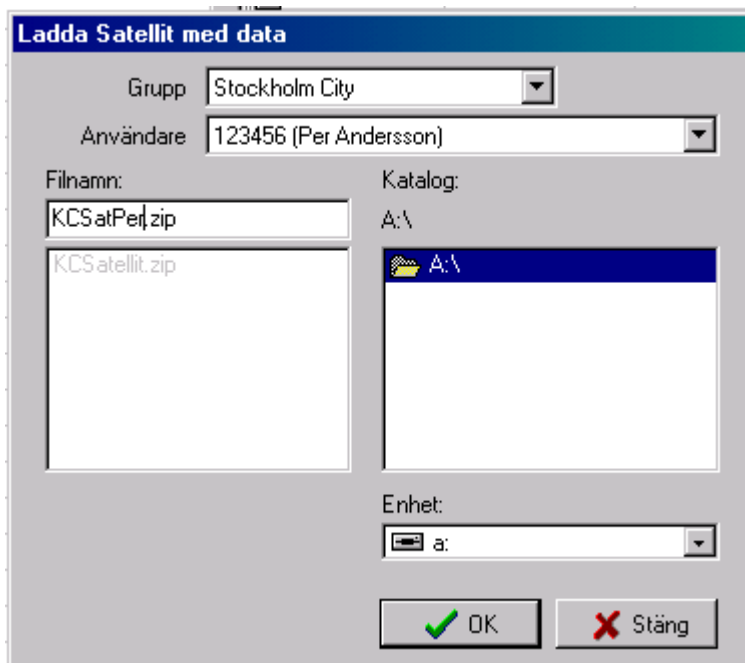 Ladda Satellit med data
Grupp Stockholm City
Användare 123456 (Per Andersson)
Filnamn: Katalog:
KCSatPer.zip A:\
KCSatellit.zip A:\
Enhet:
a:
OK Stäng